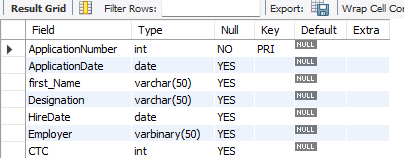 Result Grid Filter Rows: Export: Wrap Cell Con
Field Type Null Key Default Extra
ApplicationNumber int NO PRI NULL
ApplicationDate date YES NULL
first_Name varchar(50) YES NULL
Designation varchar(50) YES NULL
HireDate date YES NULL
Employer varbinary(50) YES NULL
CTC int YES NULL